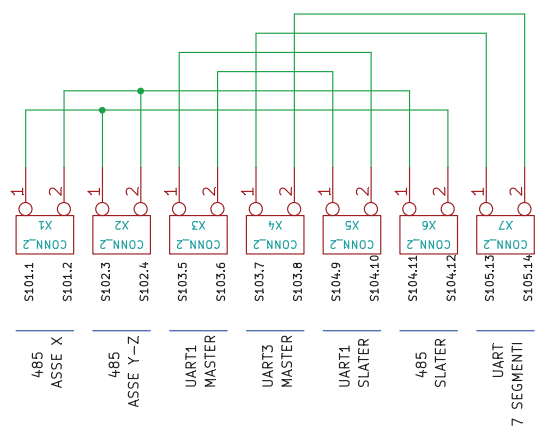 1 2 1 2 1 2 1 2 1 2 1 2 1 2
X1 X2 X3 X4 X5 X6 X7
CONN_2 CONN_2 CONN_2 CONN_2 CONN_2 CONN_2 CONN_2
S101.1 S101.2 S102.3 S102.4 S103.5 S103.6 S103.7 S103.8 S104.9 S104.10 S104.11 S104.12 S105.13 S105.14
485
ASSE X
485
ASSE Y-Z
UART1
MASTER
UART3
MASTER
UART1
SLATER
485
SLATER
UART
7 SEGMENTI